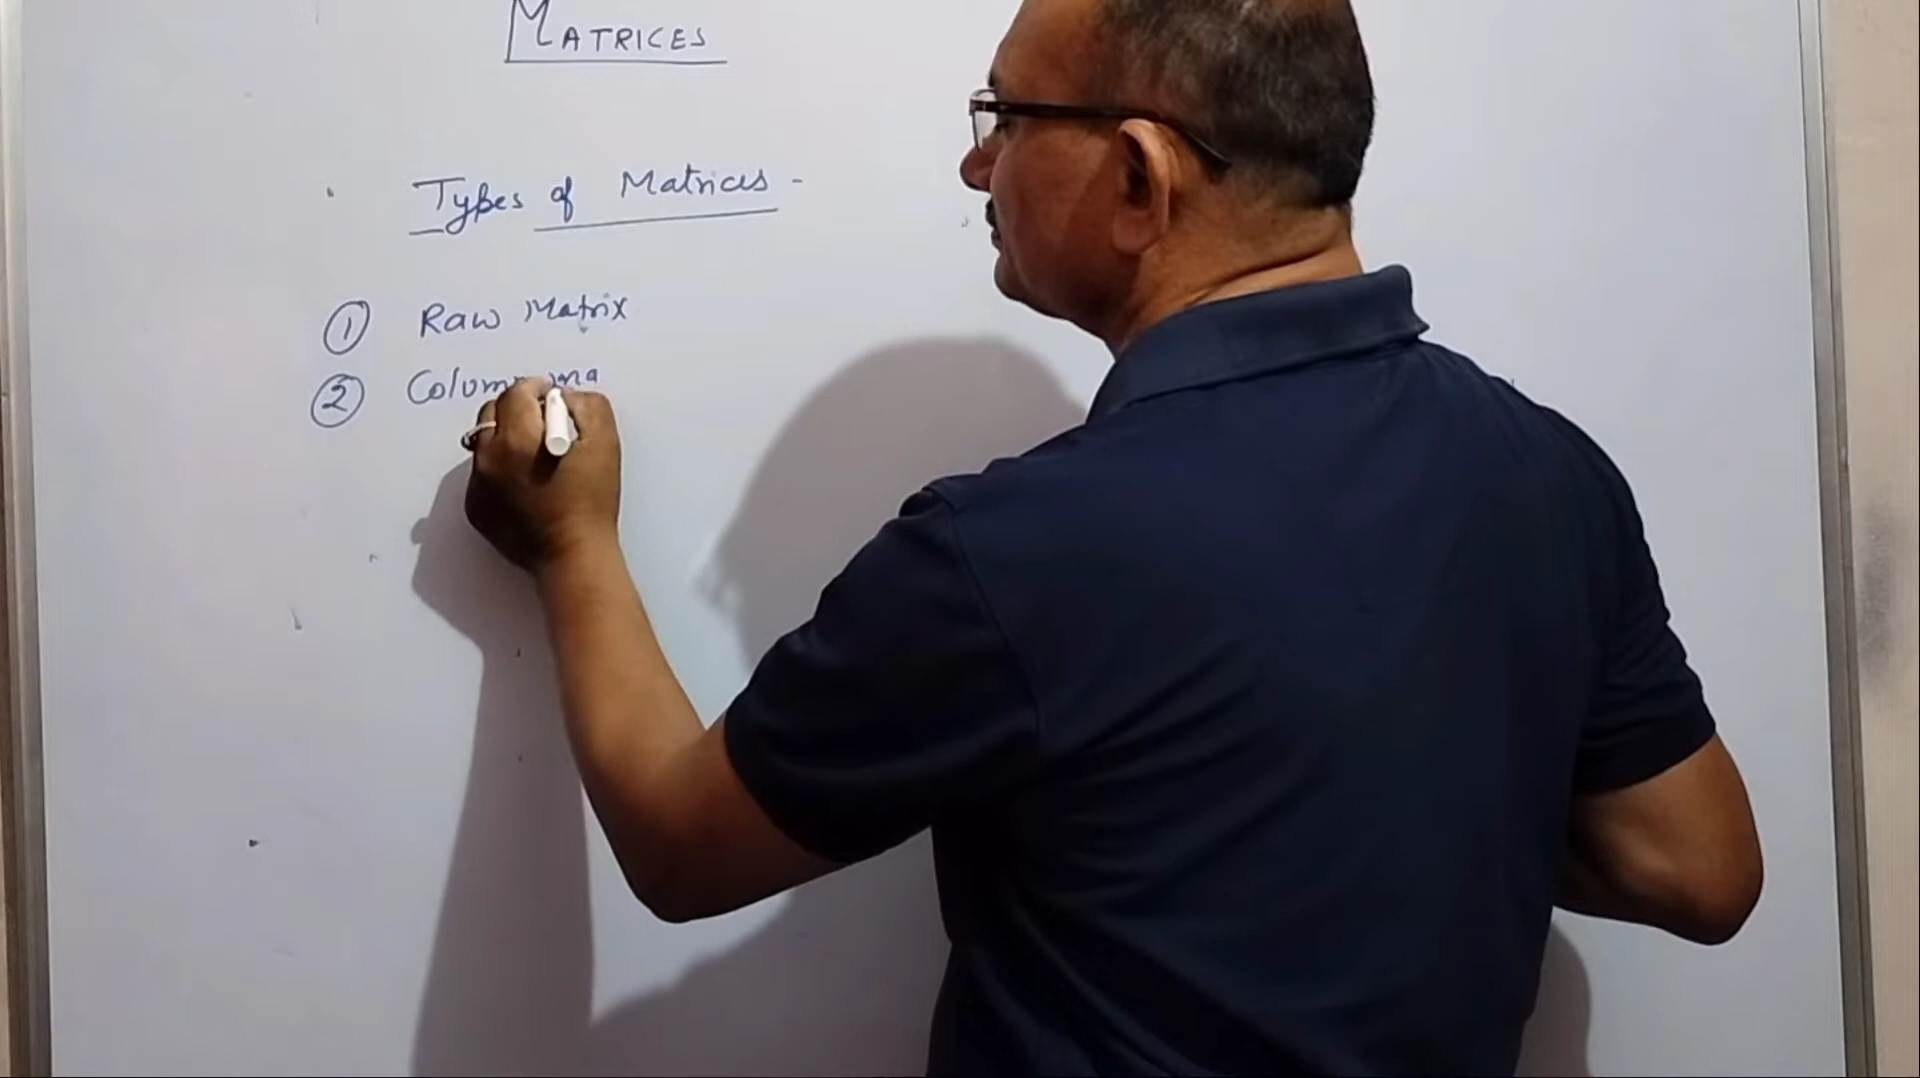 MATRICES
Types of Matrices -
① Raw Matrix
② Column ma